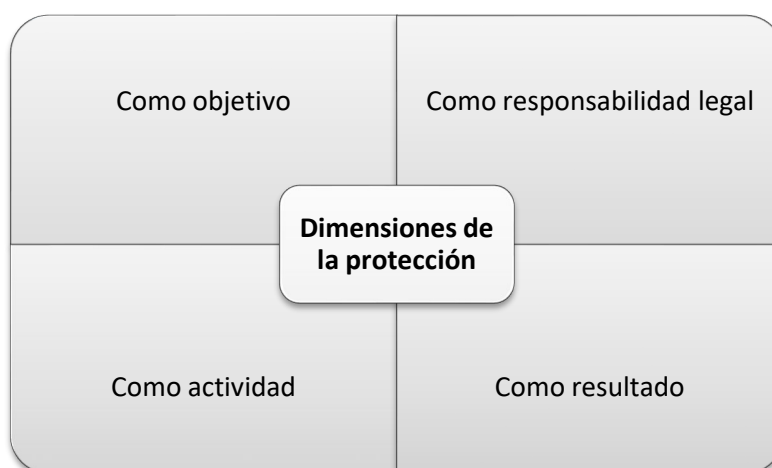 Como objetivo
Como responsabilidad legal
Dimensiones de
la protección
Como actividad
Como resultado